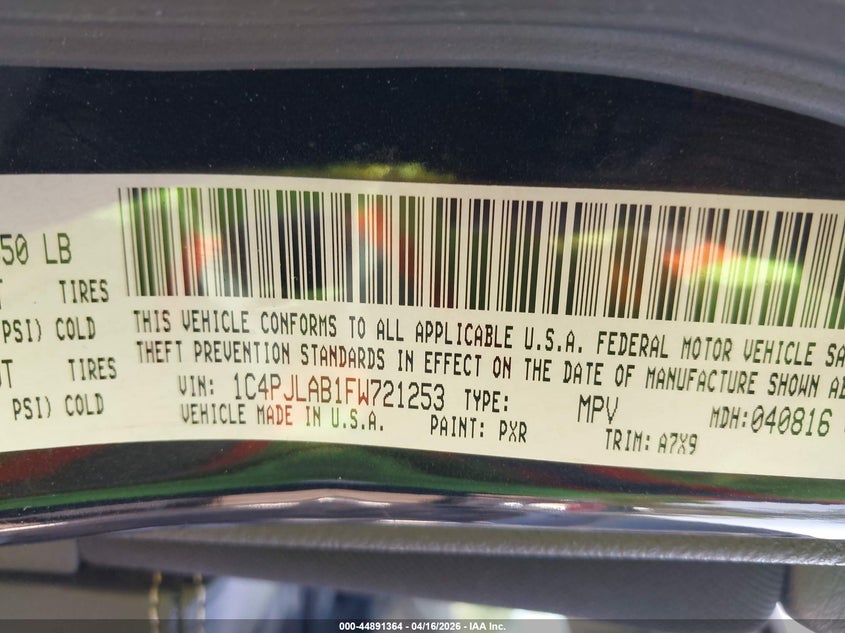 50 LB
TIRES
PSI) COLD
TIRES
PSI) COLD
THIS VEHICLE CONFORMS TO ALL APPLICABLE U.S.A. FEDERAL MOTOR VEHICLE SA
THEFT PREVENTION STANDARDS IN EFFECT ON THE DATE OF MANUFACTURE SHOWN AB
VIN: 1C4PJLAB1FW721253 TYPE: MPV MDH: 040816
VEHICLE MADE IN U.S.A. PAINT: PXR TRIM: A7X9
000-44891364 - 04/16/2026 - IAA Inc.